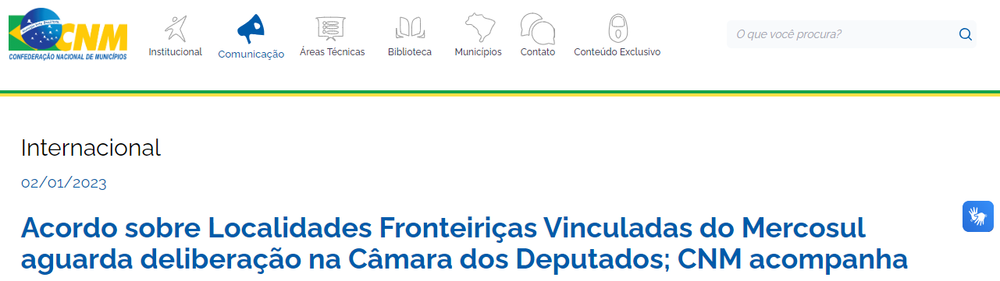 CNM
CONFEDERAÇÃO NACIONAL DE MUNICÍPIOS
Institucional
Comunicação
Áreas Técnicas
Biblioteca
Municípios
Contato
Conteúdo Exclusivo
O que você procura?
Internacional
02/01/2023
Acordo sobre Localidades Fronteiriças Vinculadas do Mercosul
aguarda deliberação na Câmara dos Deputados; CNM acompanha